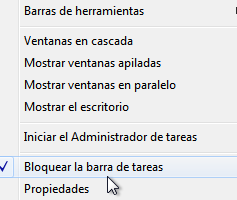 Barras de herramientas
Ventanas en cascada
Mostrar ventanas apiladas
Mostrar ventanas en paralelo
Mostrar el escritorio
Iniciar el Administrador de tareas
Bloquear la barra de tareas
Propiedades